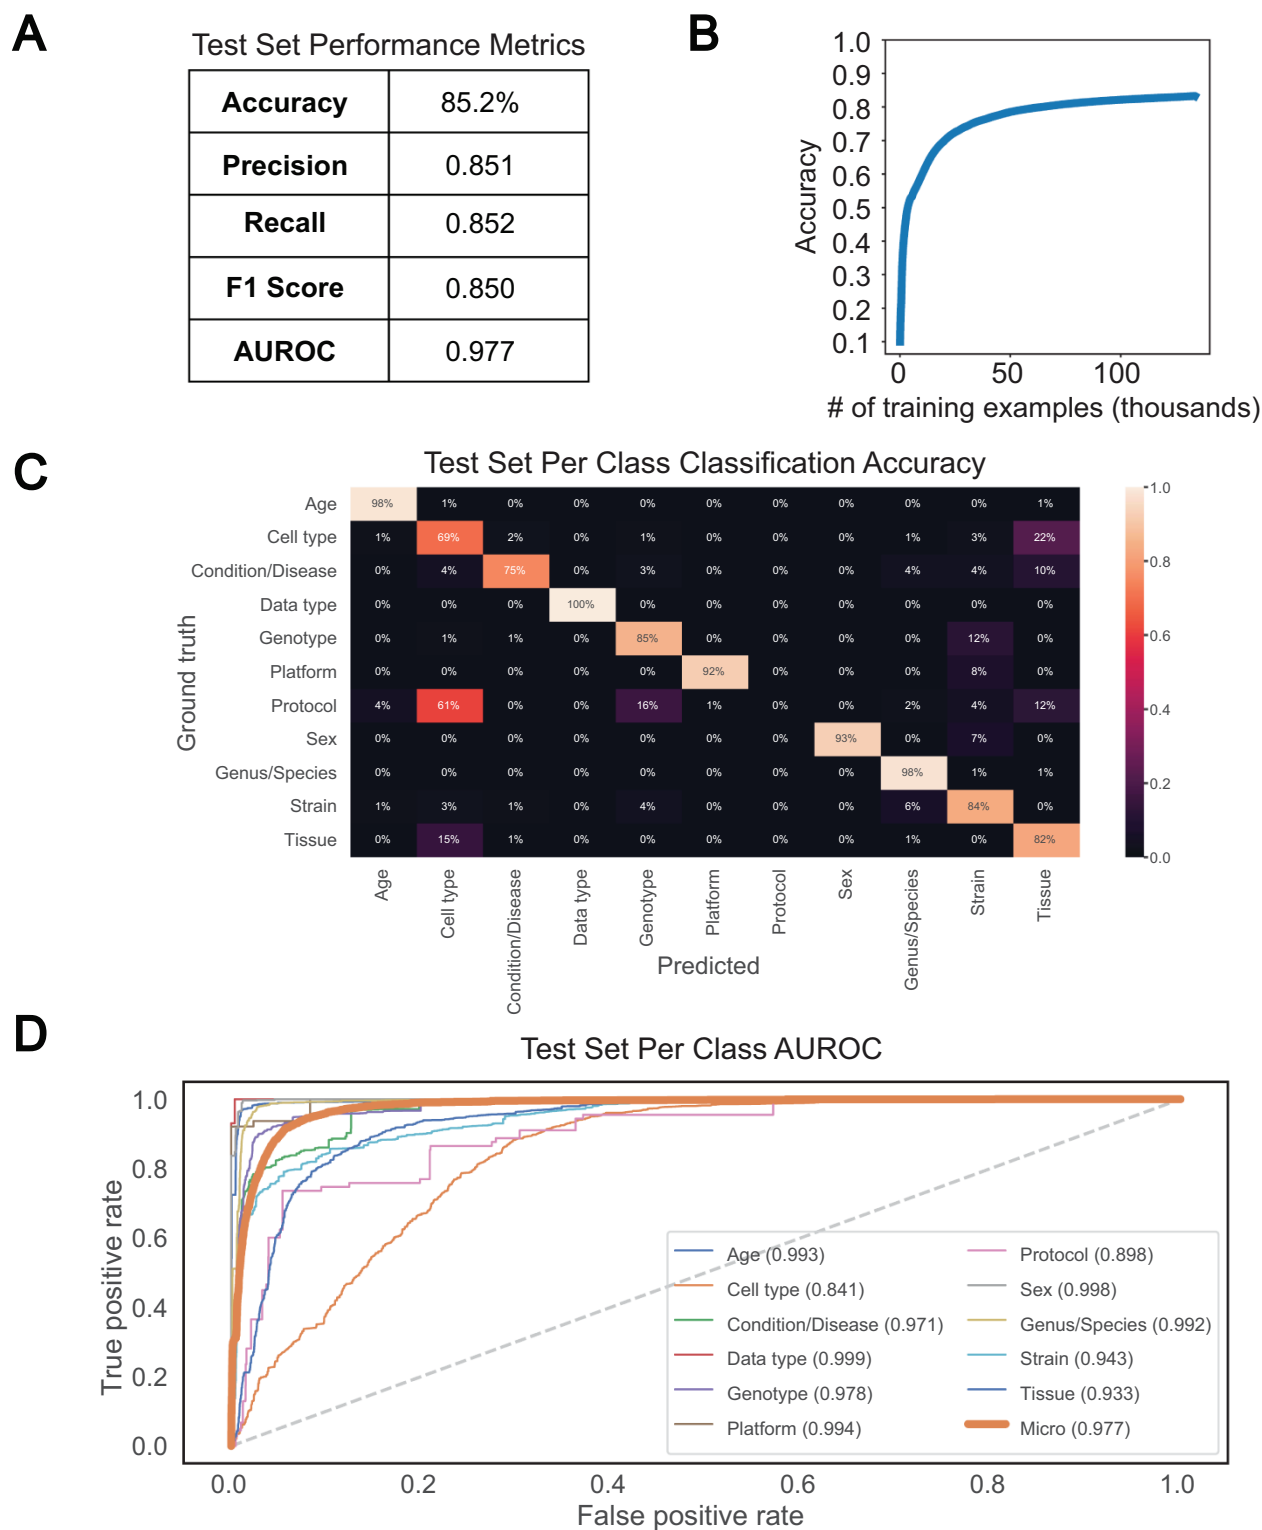 A
Test Set Performance Metrics
Accuracy 85.2%
Precision 0.851
Recall 0.852
F1 Score 0.850
AUROC 0.977
B
1.0
0.9
0.8
0.7
0.6
0.5
0.4
0.3
0.2
0.1
Accuracy
0 50 100
# of training examples (thousands)
C
Test Set Per Class Classification Accuracy
Ground truth
Age 98% 1% 0% 0% 0% 0% 0% 0% 0% 0% 1%
Cell type 1% 69% 2% 0% 1% 0% 0% 0% 1% 3% 22%
Condition/Disease 0% 4% 75% 0% 3% 0% 0% 0% 4% 4% 10%
Data type 0% 0% 0% 100% 0% 0% 0% 0% 0% 0% 0%
Genotype 0% 1% 1% 0% 85% 0% 0% 0% 0% 12% 0%
Platform 0% 0% 0% 0% 0% 92% 0% 0% 0% 8% 0%
Protocol 4% 61% 0% 0% 16% 1% 0% 0% 2% 4% 12%
Sex 0% 0% 0% 0% 0% 0% 0% 93% 0% 7% 0%
Genus/Species 0% 0% 0% 0% 0% 0% 0% 0% 98% 1% 1%
Strain 1% 3% 1% 0% 4% 0% 0% 0% 6% 84% 0%
Tissue 0% 15% 1% 0% 0% 0% 0% 0% 1% 0% 82%
Age
Cell type
Condition/Disease
Data type
Genotype
Platform
Protocol
Sex
Genus/Species
Strain
Tissue
Predicted
1.0
0.8
0.6
0.4
0.2
0.0
D
Test Set Per Class AUROC
True positive rate
1.0
0.8
0.6
0.4
0.2
0.0
Age (0.993)
Cell type (0.841)
Condition/Disease (0.971)
Data type (0.999)
Genotype (0.978)
Platform (0.994)
Protocol (0.898)
Sex (0.998)
Genus/Species (0.992)
Strain (0.943)
Tissue (0.933)
Micro (0.977)
0.0 0.2 0.4 0.6 0.8 1.0
False positive rate